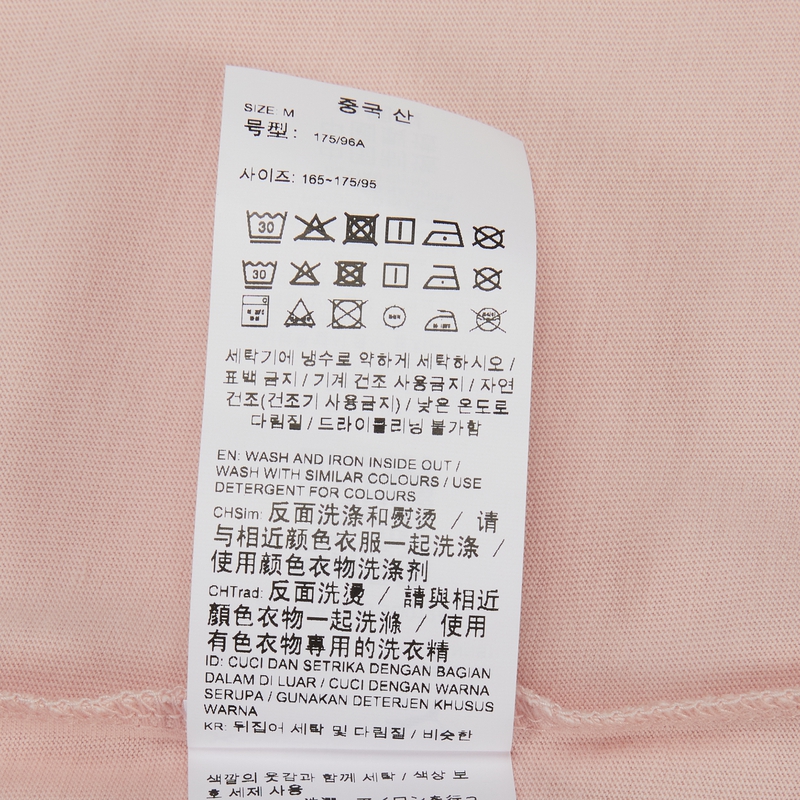 SIZE: M 중국 산
号型: 175/96A
사이즈: 165~175/95
30
30
세탁기에 냉수로 약하게 세탁하시오 /
표백 금지 / 기계 건조 사용금지 / 자연
건조(건조기 사용금지) / 낮은 온도로
다림질 / 드라이클리닝 불가함
EN: WASH AND IRON INSIDE OUT /
WASH WITH SIMILAR COLOURS / USE
DETERGENT FOR COLOURS
CHSim: 反面洗涤和熨烫 / 请
与相近颜色衣服一起洗涤 /
使用颜色衣物洗涤剂
CHTrad: 反面洗燙 / 請與相近
顏色衣物一起洗滌 / 使用
有色衣物專用的洗衣精
ID: CUCI DAN SETRIKA DENGAN BAGIAN
DALAM DI LUAR / CUCI DENGAN WARNA
SERUPA / GUNAKAN DETERJEN KHUSUS
WARNA
KR: 뒤집어 세탁 및 다림질 / 비슷한
색깔의 옷감과 함께 세탁 / 색상 보
호 세제 사용